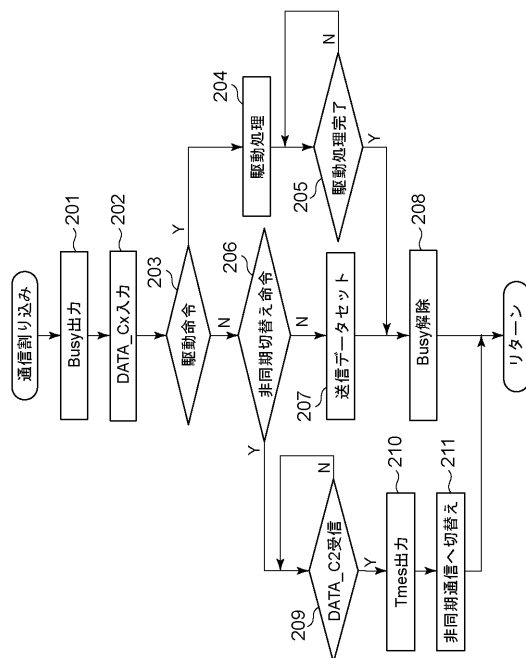 通信割り込み
Busy出力
201
DATA_Cx入力
202
駆動命令
203
Y
N
駆動処理
204
駆動処理完了
205
N
Y
非同期切替え命令
206
Y
N
送信データセット
207
Busy解除
208
DATA_C2受信
209
N
Y
Tmes出力
210
非同期通信へ切替え
211
リターン